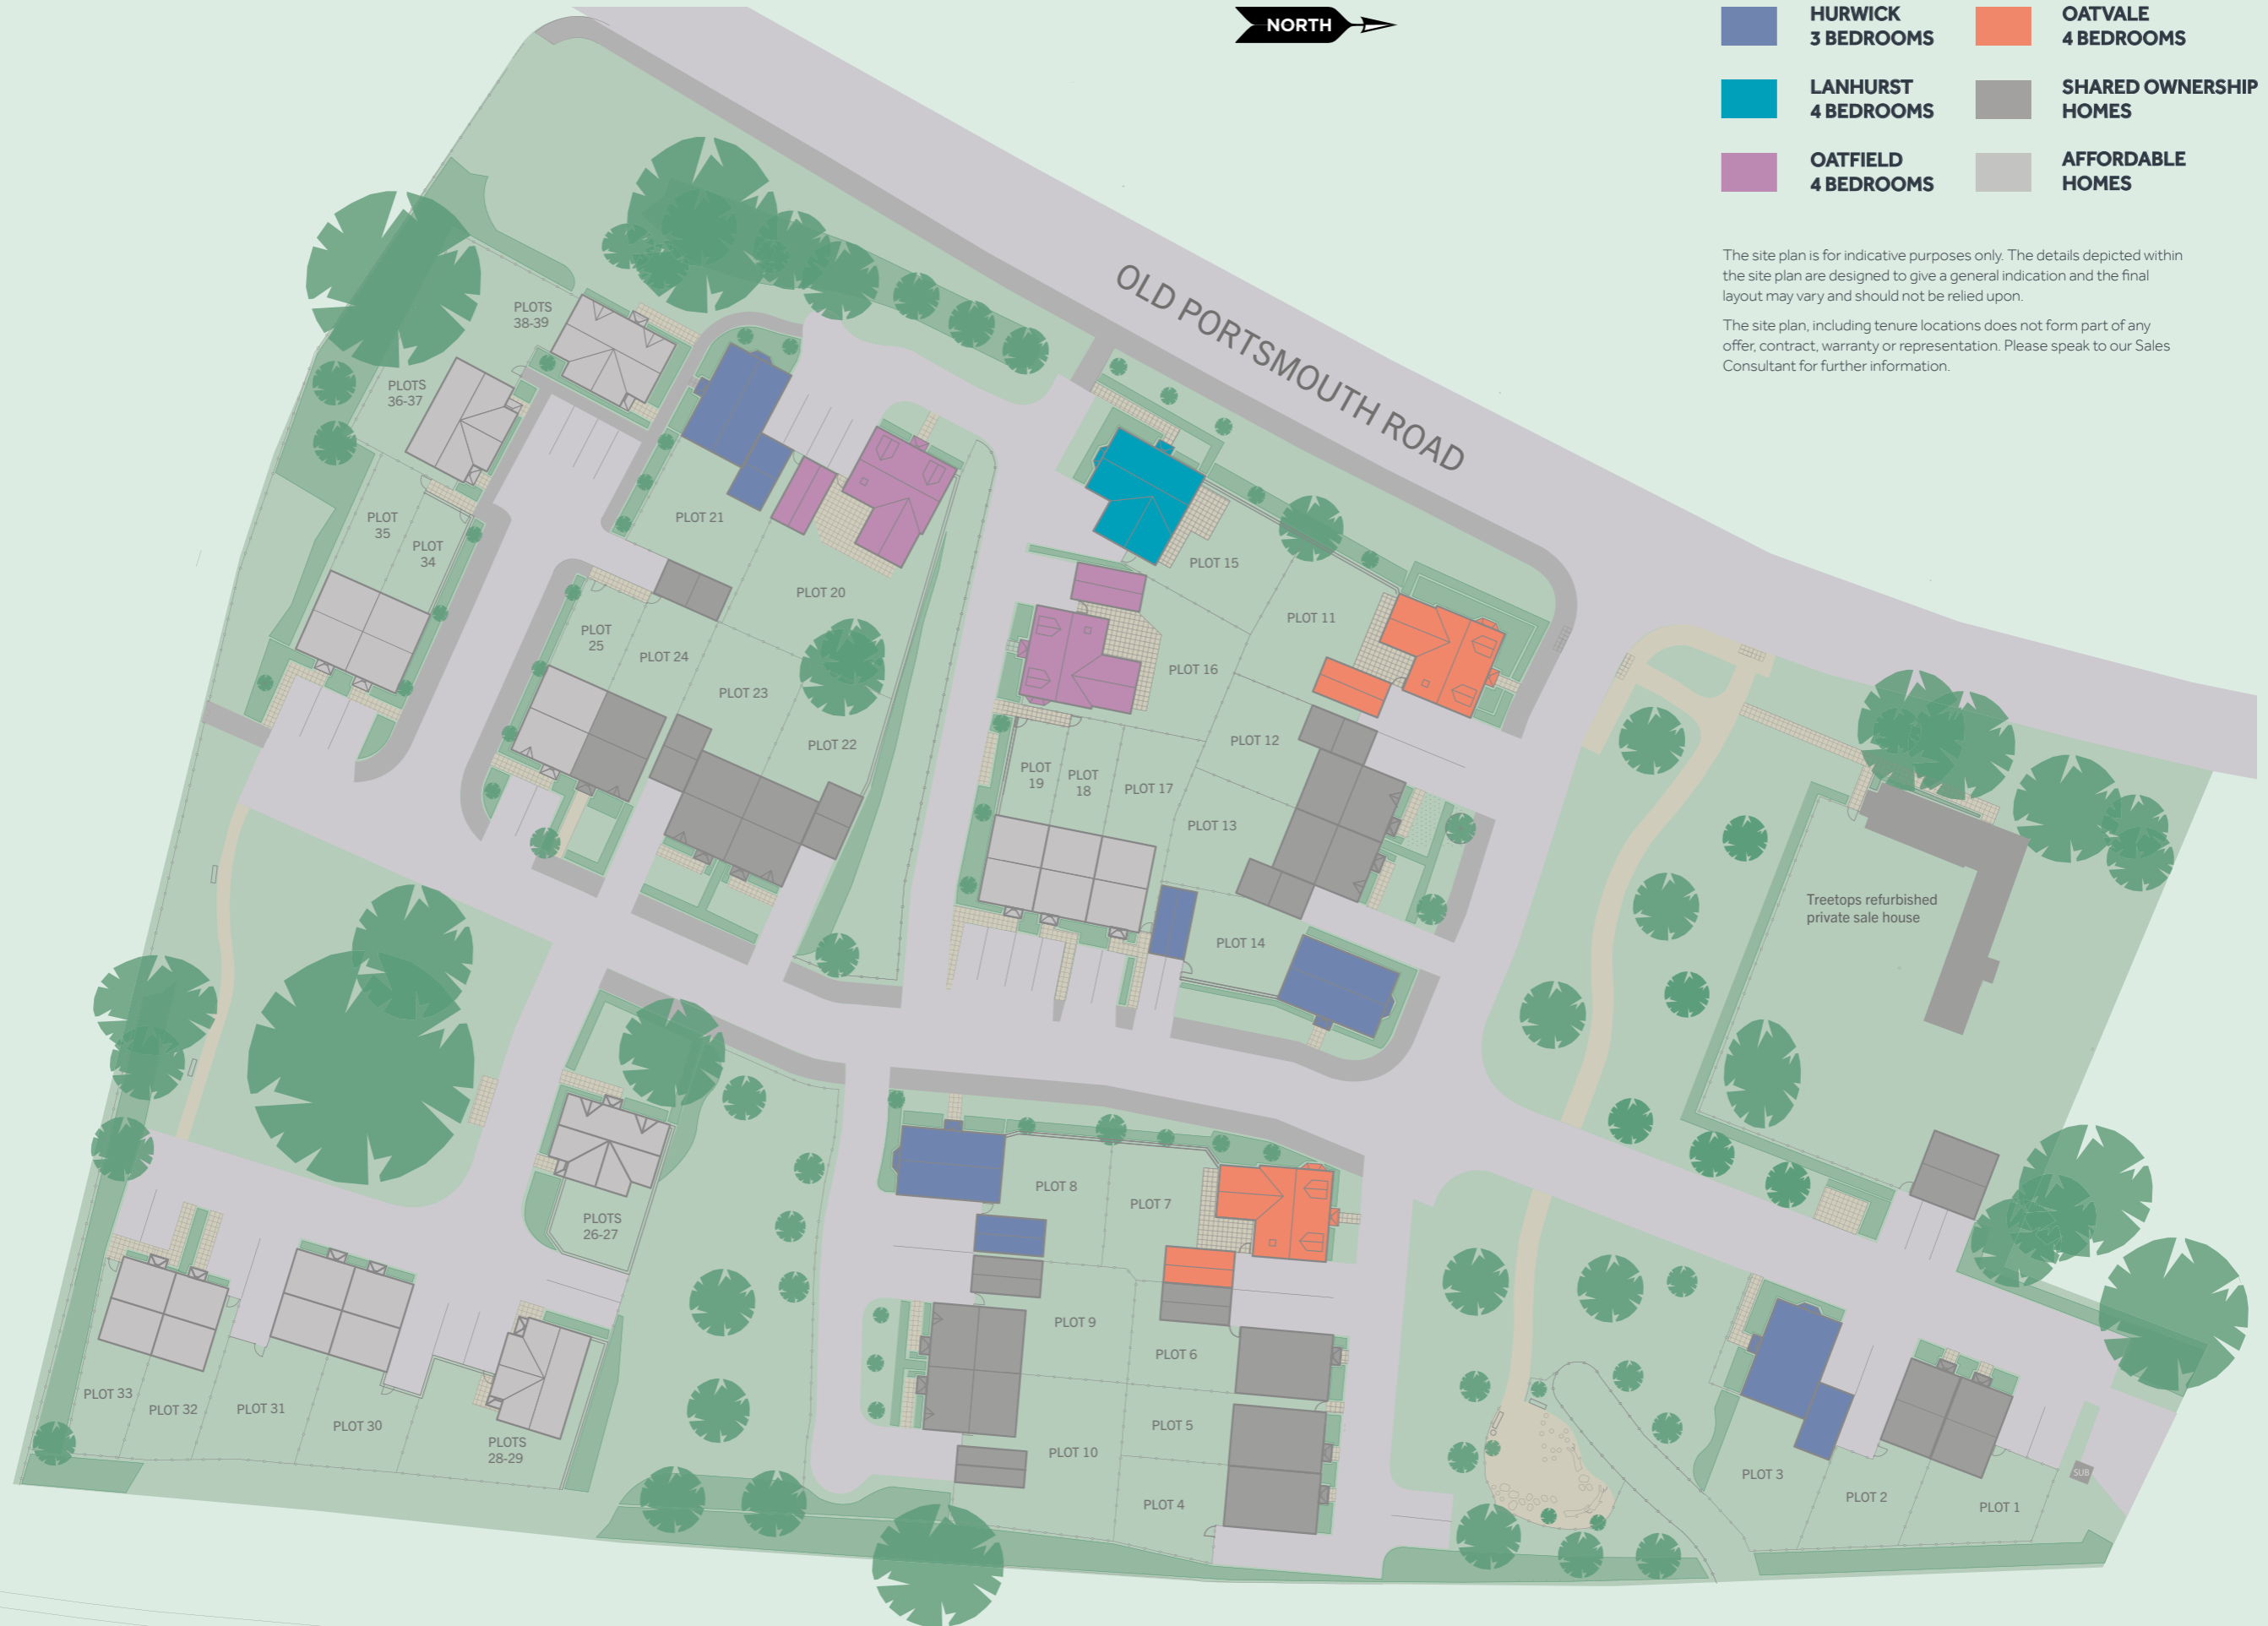 NORTH
HURWICK
3 BEDROOMS
OATVALE
4 BEDROOMS
LANHURST
4 BEDROOMS
SHARED OWNERSHIP
HOMES
OATFIELD
4 BEDROOMS
AFFORDABLE
HOMES
The site plan is for indicative purposes only. The details depicted within
the site plan are designed to give a general indication and the final
layout may vary and should not be relied upon.
The site plan, including tenure locations does not form part of any
offer, contract, warranty or representation. Please speak to our Sales
Consultant for further information.
OLD PORTSMOUTH ROAD
PLOTS
38-39
PLOTS
36-37
PLOT
35
PLOT
34
PLOT 21
PLOT 20
PLOT
25
PLOT 24
PLOT 23
PLOT 22
PLOT 15
PLOT 11
PLOT 16
PLOT 12
PLOT
19
PLOT
18
PLOT 17
PLOT 13
PLOT 14
Treetops refurbished
private sale house
PLOTS
26-27
PLOT 8
PLOT 7
PLOT 9
PLOT 6
PLOT 5
PLOT 10
PLOT 4
PLOT 33
PLOT 32
PLOT 31
PLOT 30
PLOTS
28-29
PLOT 3
PLOT 2
PLOT 1
SUB